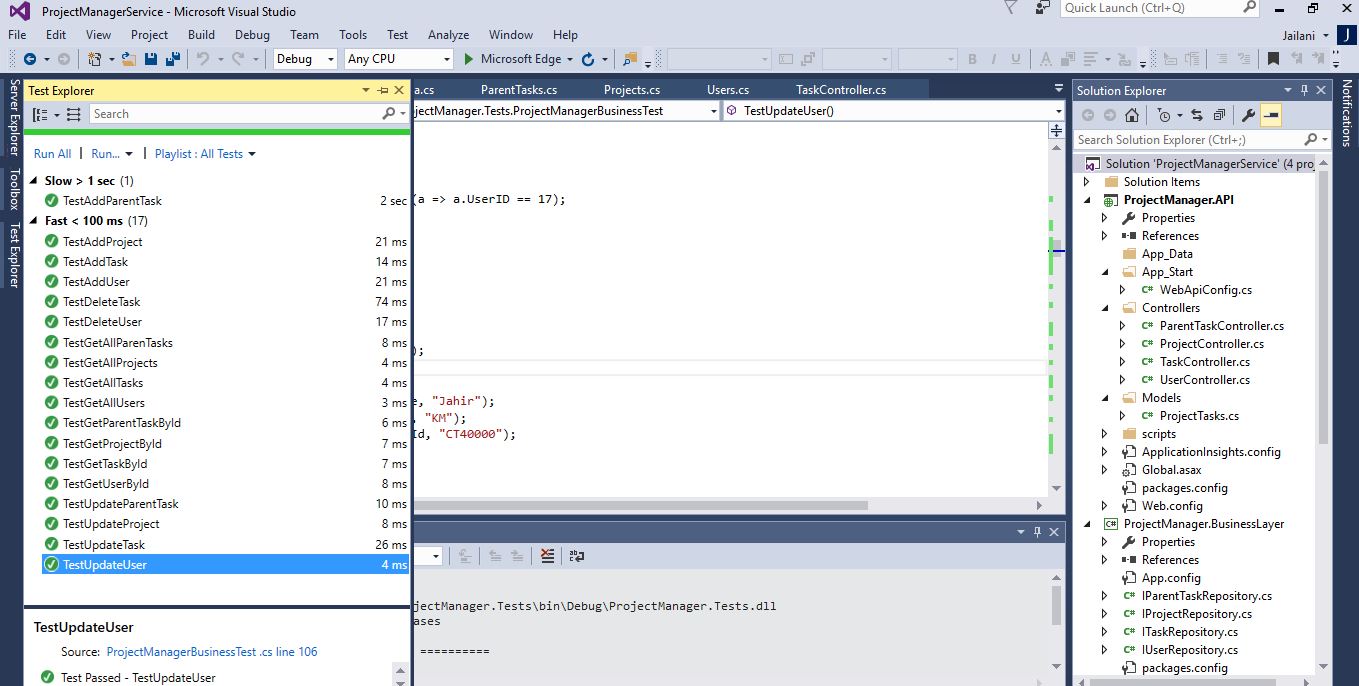 ProjectManagerService - Microsoft Visual Studio
Quick Launch (Ctrl+Q)
File Edit View Project Build Debug Team Tools Test Analyze Window Help
Jailani
J
Debug Any CPU Microsoft Edge
Server Explorer
Toolbox
Test Explorer
Test Explorer
Search
Run All | Run... | Playlist : All Tests
Slow > 1 sec (1)
TestAddParentTask 2 sec
Fast < 100 ms (17)
TestAddProject 21 ms
TestAddTask 14 ms
TestAddUser 21 ms
TestDeleteTask 74 ms
TestDeleteUser 17 ms
TestGetAllParenTasks 8 ms
TestGetAllProjects 4 ms
TestGetAllTasks 4 ms
TestGetAllUsers 3 ms
TestGetParentTaskById 6 ms
TestGetProjectById 7 ms
TestGetTaskById 7 ms
TestGetUserById 8 ms
TestUpdateParentTask 10 ms
TestUpdateProject 8 ms
TestUpdateTask 26 ms
TestUpdateUser 4 ms
TestUpdateUser
Source: ProjectManagerBusinessTest .cs line 106
Test Passed - TestUpdateUser
a.cs ParentTasks.cs Projects.cs Users.cs TaskController.cs
jectManager.Tests.ProjectManagerBusinessTest TestUpdateUser()
(a => a.UserID == 17);
);
e, "Jahir");
, "KM");
Id, "CT40000");
jectManager.Tests\bin\Debug\ProjectManager.Tests.dll
ases
==========
Solution Explorer
Search Solution Explorer (Ctrl+;)
Solution 'ProjectManagerService' (4 proj
Solution Items
ProjectManager.API
Properties
References
App_Data
App_Start
C# WebApiConfig.cs
Controllers
C# ParentTaskController.cs
C# ProjectController.cs
C# TaskController.cs
C# UserController.cs
Models
C# ProjectTasks.cs
scripts
ApplicationInsights.config
Global.asax
packages.config
Web.config
C# ProjectManager.BusinessLayer
Properties
References
App.config
C# IParentTaskRepository.cs
C# IProjectRepository.cs
C# ITaskRepository.cs
C# IUserRepository.cs
packages.config
Notifications